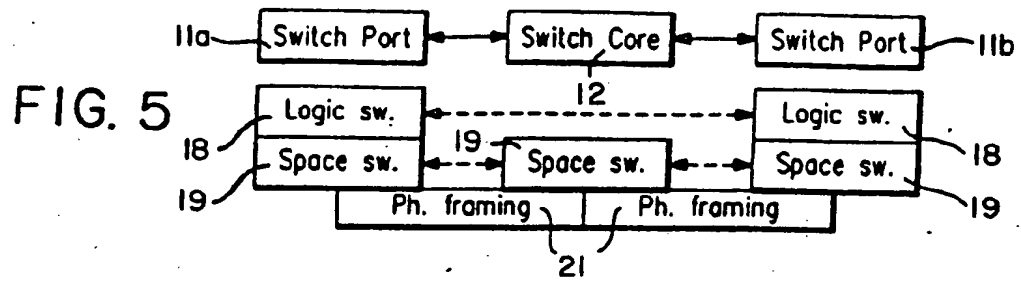 11a Switch Port Switch Core Switch Port 11b
12
FIG. 5
Logic sw. Logic sw.
18 19 18
Space sw. Space sw. Space sw.
19 19
Ph. framing Ph. framing
21